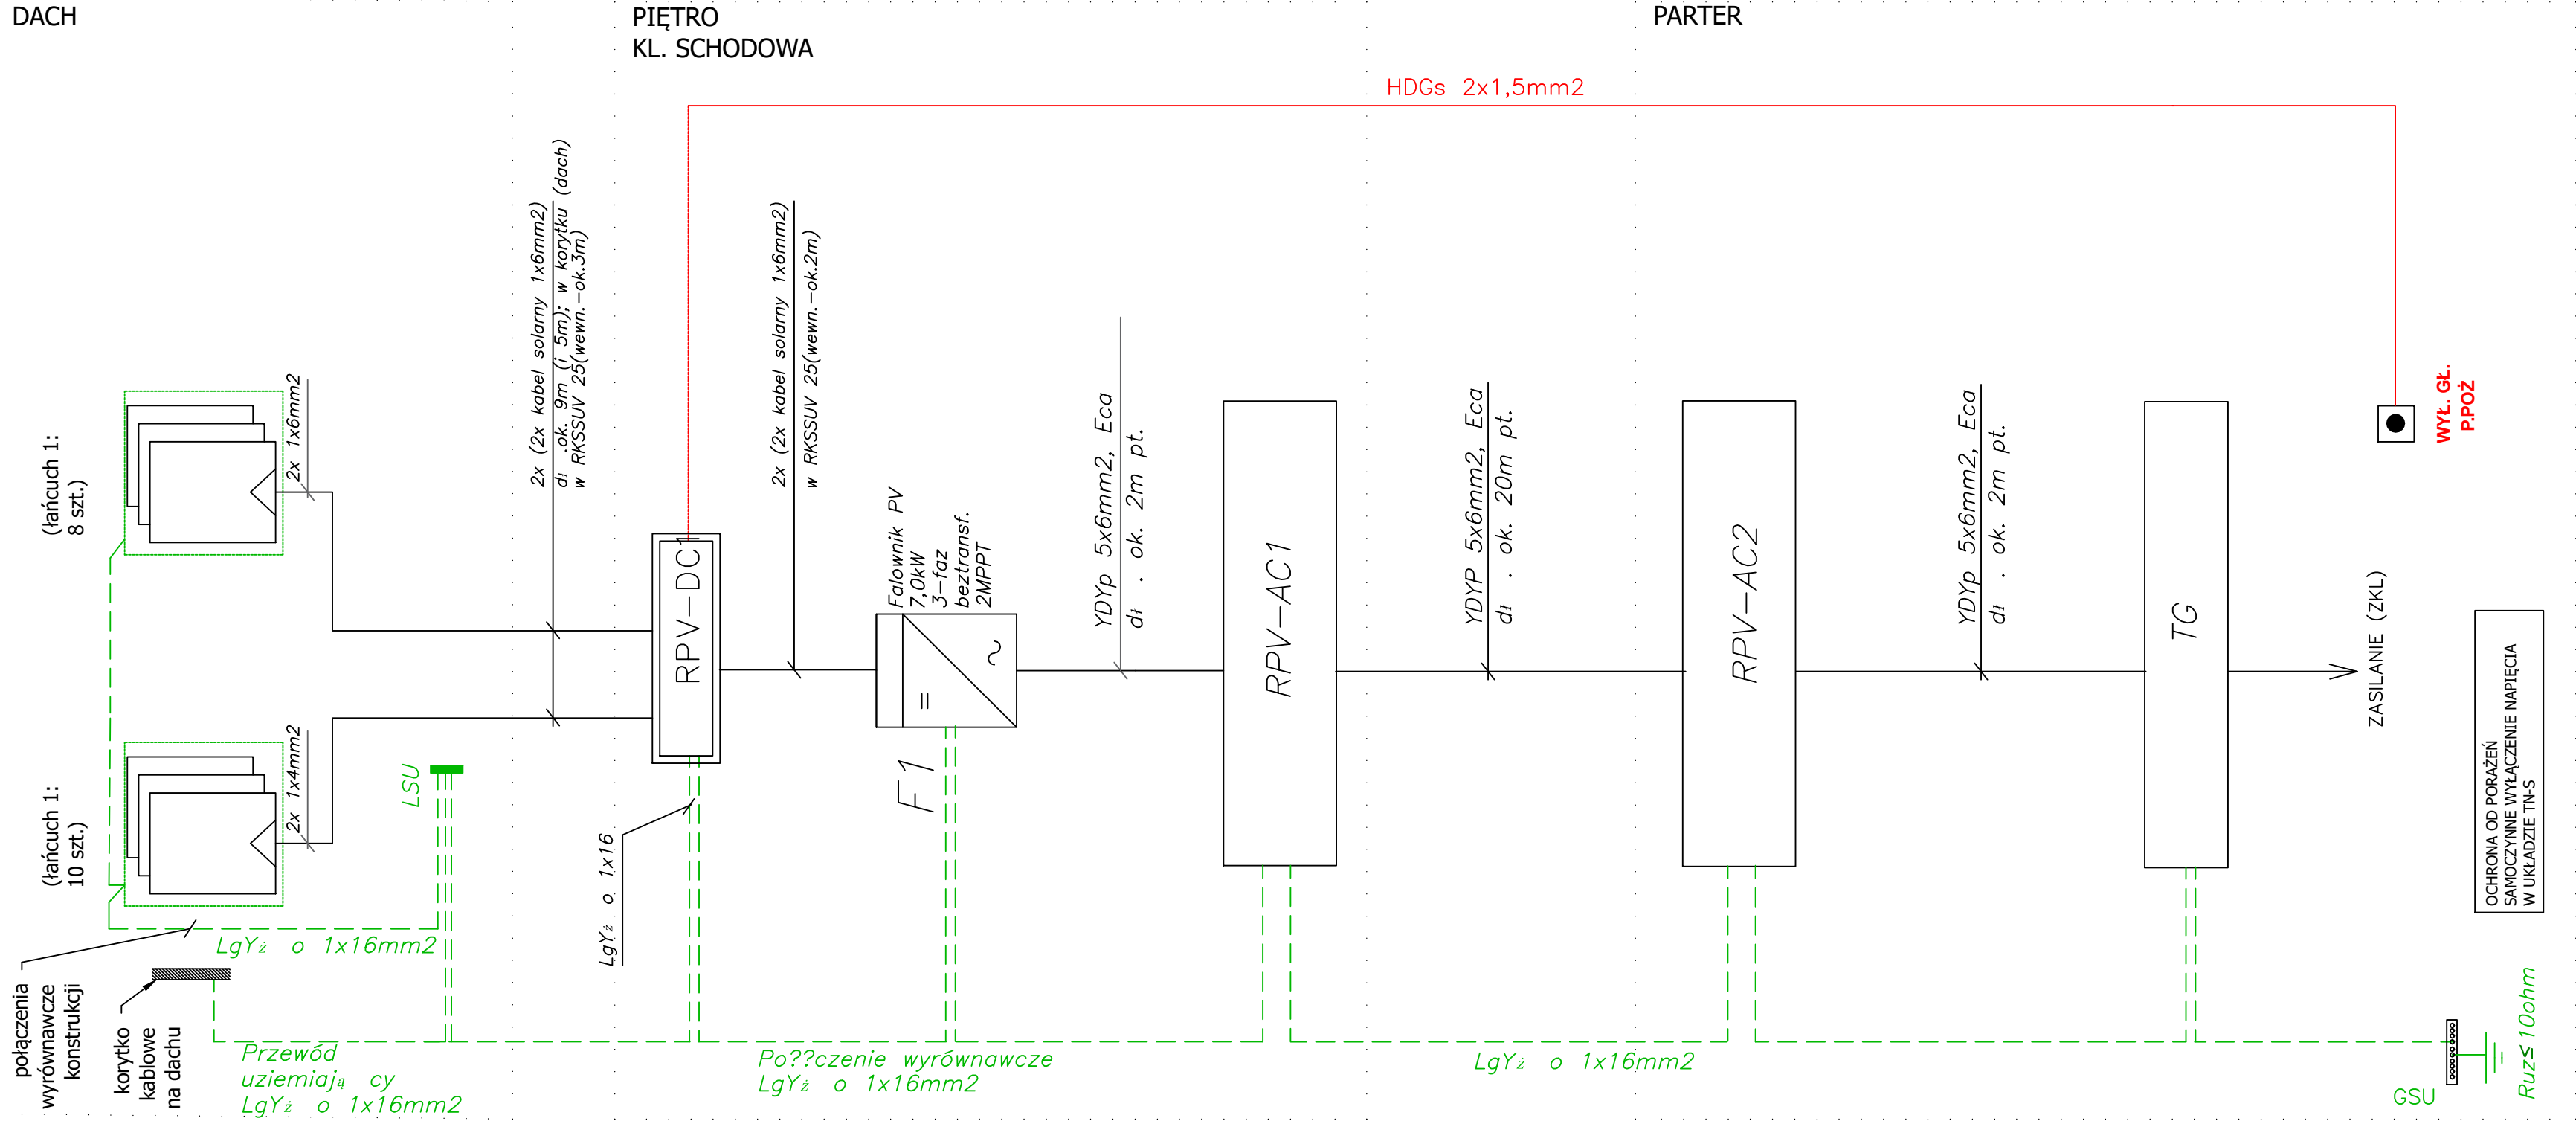 DACH
PIĘTRO
KL. SCHODOWA
PARTER
HDGs 2x1,5mm2
(łańcuch 1:
8 szt.)
2x 1x6mm2
(łańcuch 1:
10 szt.)
2x 1x4mm2
2x (2x kabel solarny 1x6mm2)
dł .ok. 9m (i 5m); w korytku (dach)
w RKSSUV 25(wewn.-ok.3m)
RPV-DC1
2x (2x kabel solarny 1x6mm2)
w RKSSUV 25(wewn.-ok.2m)
Falownik PV
7,0kW
3-faz
beztransf.
2MPPT
=
~
F1
YDYp 5x6mm2, Eca
dł . ok. 2m pt.
RPV-AC1
YDYP 5x6mm2, Eca
dł . ok. 20m pt.
RPV-AC2
YDYp 5x6mm2, Eca
dł . ok. 2m pt.
TG
ZASILANIE (ZKL)
WYŁ. GŁ.
P.POŻ
OCHRONA OD PORAŻEŃ
SAMOCZYNNE WYŁĄCZENIE NAPIĘCIA
W UKŁADZIE TN-S
LSU
LgYż o 1x16
LgYż o 1x16mm2
połączenia
wyrównawcze
konstrukcji
korytko
kablowe
na dachu
Przewód
uziemiają cy
LgYż o 1x16mm2
Po??czenie wyrównawcze
LgYż o 1x16mm2
LgYż o 1x16mm2
GSU
Ruz≤10ohm